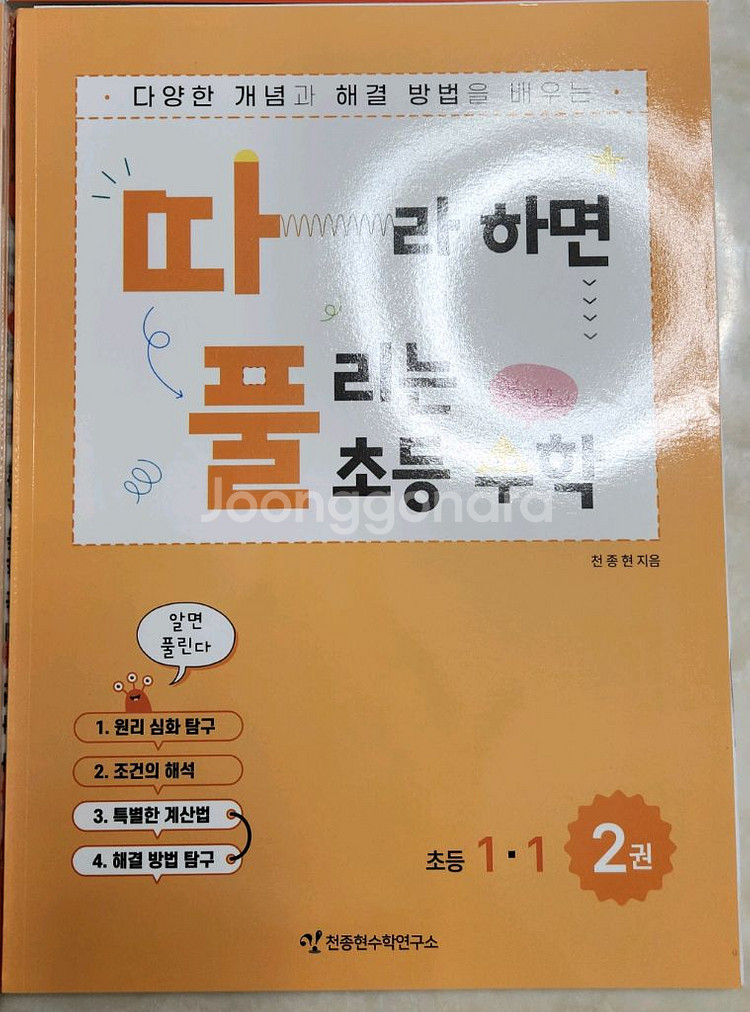 다양한 개념과 해결 방법을 배우는
따라 하면
풀리는
초등 수학
Joonggonara
천종현 지음
알면
풀린다
1. 원리 심화 탐구
2. 조건의 해석
3. 특별한 계산법
4. 해결 방법 탐구
초등 1·1 2권
천종현수학연구소